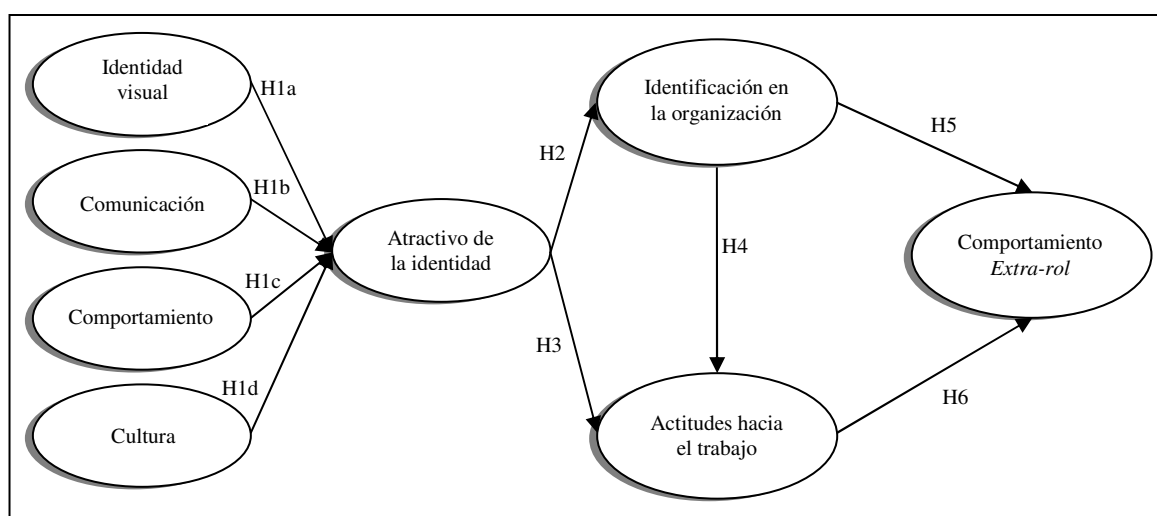 Identidad
visual
H1a
Comunicación
H1b
Comportamiento
H1c
Cultura
H1d
Atractivo de
la identidad
H2
H3
Identificación en
la organización
H4
Actitudes hacia
el trabajo
H5
H6
Comportamiento
Extra-rol